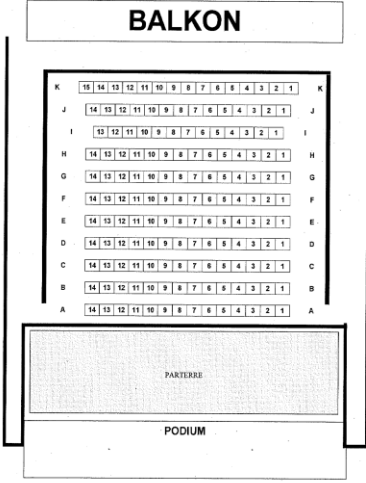 BALKON
K 15 14 13 12 11 10 9 8 7 6 5 4 3 2 1 K
J 14 13 12 11 10 9 8 7 6 5 4 3 2 1 J
I 13 12 11 10 9 8 7 6 5 4 3 2 1 I
H 14 13 12 11 10 9 8 7 6 5 4 3 2 1 H
G 14 13 12 11 10 9 8 7 6 5 4 3 2 1 G
F 14 13 12 11 10 9 8 7 6 5 4 3 2 1 F
E 14 13 12 11 10 9 8 7 6 5 4 3 2 1 E
D 14 13 12 11 10 9 8 7 6 5 4 3 2 1 D
C 14 13 12 11 10 9 8 7 6 5 4 3 2 1 C
B 14 13 12 11 10 9 8 7 6 5 4 3 2 1 B
A 14 13 12 11 10 9 8 7 6 5 4 3 2 1 A
PARTERRE
PODIUM